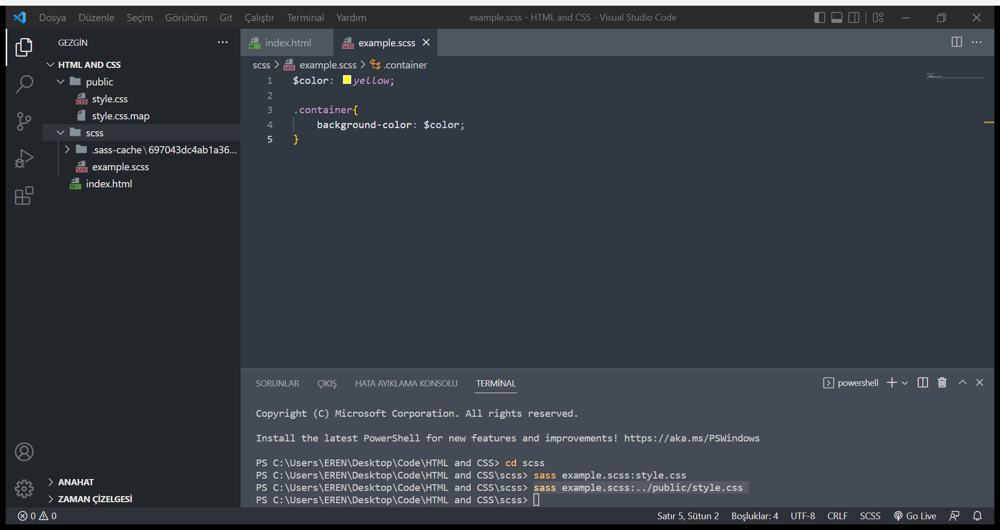 Dosya Düzenle Seçim Görünüm Git Çalıştır Terminal Yardım example.scss - HTML and CSS - Visual Studio Code
GEZGİN ...
HTML AND CSS
public
style.css
style.css.map
scss
.sass-cache\697043dc4ab1a36...
example.scss
index.html
ANAHAT
ZAMAN ÇİZELGESİ
index.html example.scss
scss > example.scss > .container
1 $color: yellow;
2
3 .container{
4 background-color: $color;
5 }
SORUNLAR ÇIKIŞ HATA AYIKLAMA KONSOLU TERMİNAL powershell
Copyright (C) Microsoft Corporation. All rights reserved.
Install the latest PowerShell for new features and improvements! https://aka.ms/PSWindows
PS C:\Users\EREN\Desktop\Code\HTML and CSS> cd scss
PS C:\Users\EREN\Desktop\Code\HTML and CSS\scss> sass example.scss:style.css
PS C:\Users\EREN\Desktop\Code\HTML and CSS\scss> sass example.scss:../public/style.css
PS C:\Users\EREN\Desktop\Code\HTML and CSS\scss>
0 0 Satır 5, Sütun 2 Boşluklar: 4 UTF-8 CRLF SCSS Go Live